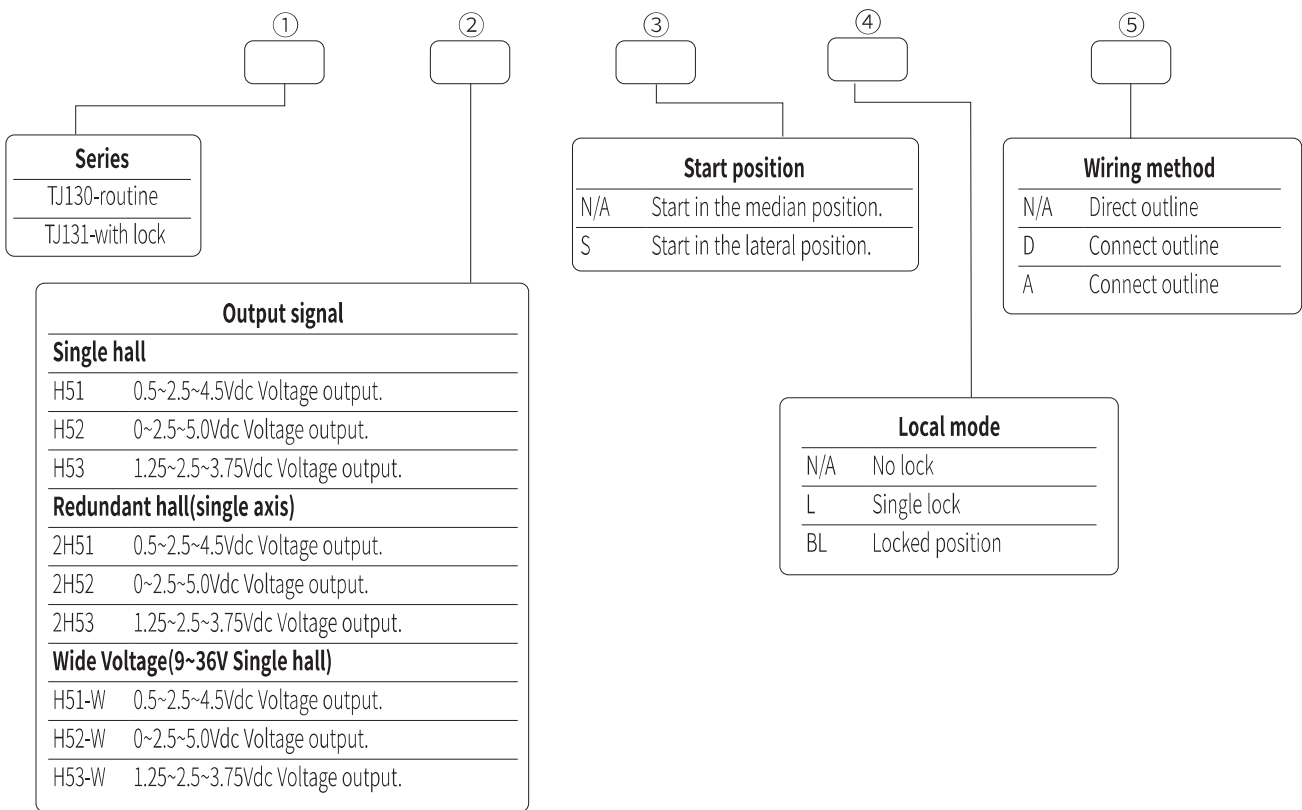 ① ② ③ ④ ⑤
Series
TJ130-routine
TJ131-with lock
Output signal
Single hall
H51 0.5~2.5~4.5Vdc Voltage output.
H52 0~2.5~5.0Vdc Voltage output.
H53 1.25~2.5~3.75Vdc Voltage output.
Redundant hall(single axis)
2H51 0.5~2.5~4.5Vdc Voltage output.
2H52 0~2.5~5.0Vdc Voltage output.
2H53 1.25~2.5~3.75Vdc Voltage output.
Wide Voltage(9~36V Single hall)
H51-W 0.5~2.5~4.5Vdc Voltage output.
H52-W 0~2.5~5.0Vdc Voltage output.
H53-W 1.25~2.5~3.75Vdc Voltage output.
Start position
N/A Start in the median position.
S Start in the lateral position.
Local mode
N/A No lock
L Single lock
BL Locked position
Wiring method
N/A Direct outline
D Connect outline
A Connect outline